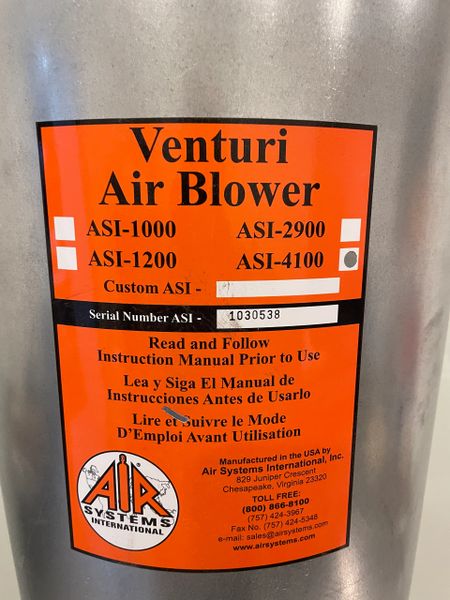 Venturi
Air Blower
ASI-1000 ASI-2900
ASI-1200 ASI-4100
Custom ASI -
Serial Number ASI - 1030538
Read and Follow
Instruction Manual Prior to Use
Lea y Siga El Manual de
Instrucciones Antes de Usarlo
Lire et Suivre le Mode
D'Emploi Avant Utilisation
Manufactured in the USA by
Air Systems International, Inc.
829 Juniper Crescent
Chesapeake, Virginia 23320
TOLL FREE:
(800) 866-8100
(757) 424-3967
Fax No. (757) 424-5348
e-mail: sales@airsystems.com
www.airsystems.com
AIR®
SYSTEMS
INTERNATIONAL